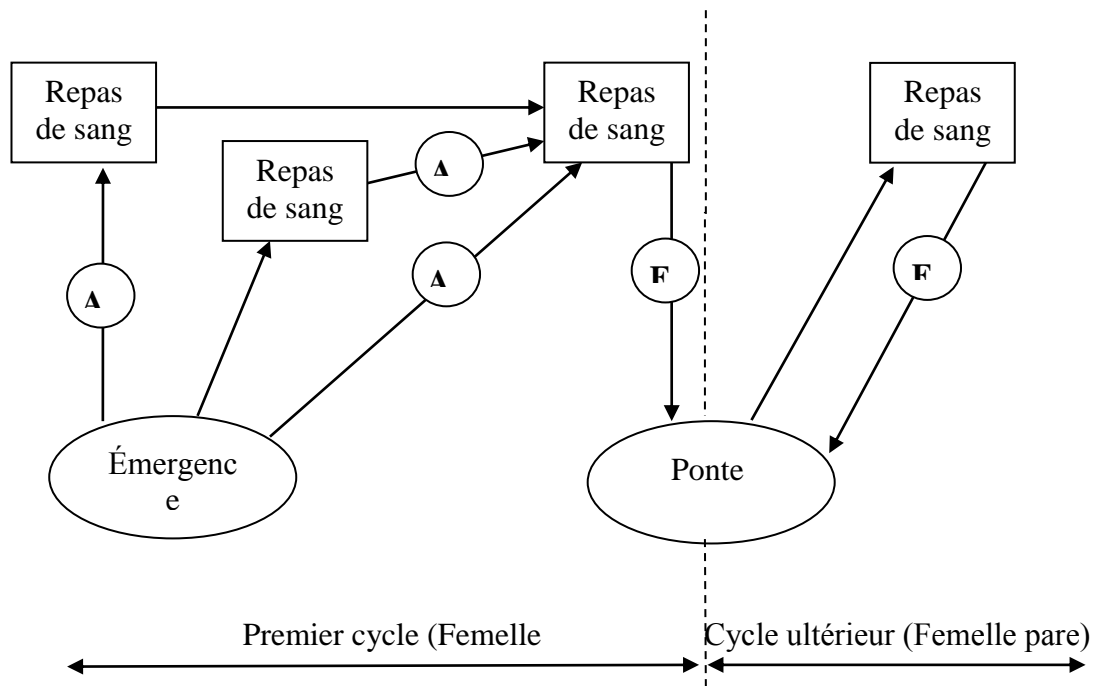 Repas
de sang
Repas
de sang
Repas
de sang
Repas
de sang
A
A
A
Émergenc
e
Ponte
Premier cycle (Femelle
Cycle ultérieur (Femelle pare)